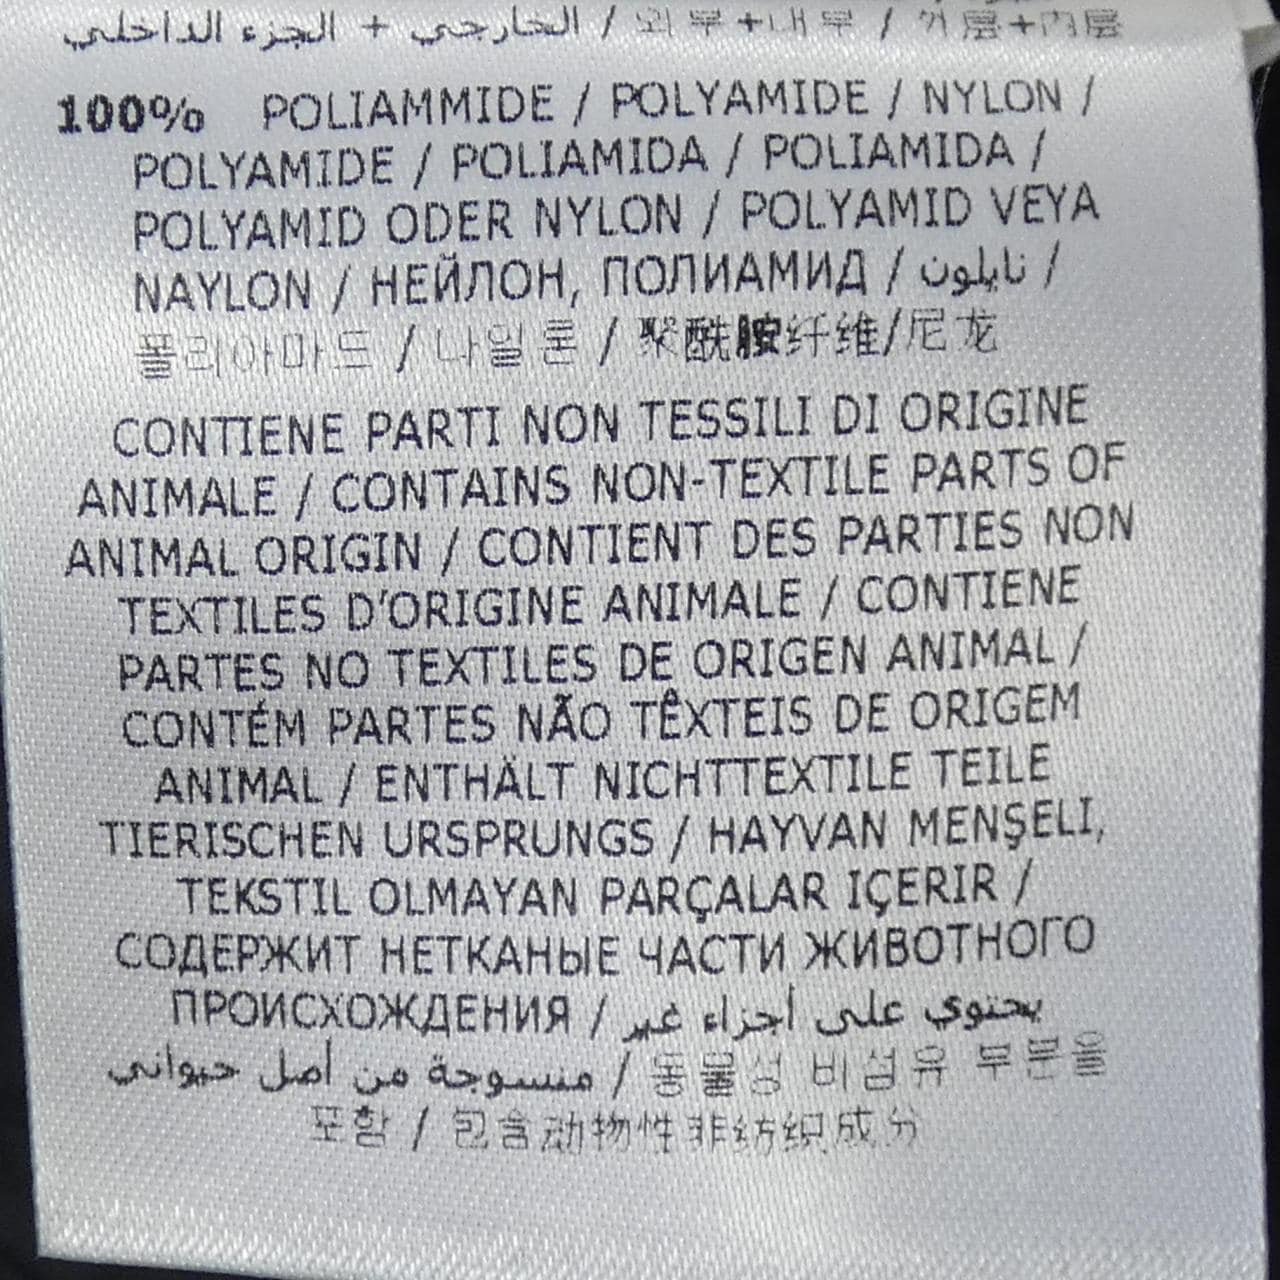 الخارجي + الجزء الداخلي / 외부+내부 / 外层+内层
100% POLIAMMIDE / POLYAMIDE / NYLON /
POLYAMIDE / POLIAMIDA / POLIAMIDA /
POLYAMID ODER NYLON / POLYAMID VEYA
NAYLON / НЕЙЛОН, ПОЛИАМИД / نايلون /
폴리아마드 / 나일론 / 聚酰胺纤维/尼龙
CONTIENE PARTI NON TESSILI DI ORIGINE
ANIMALE / CONTAINS NON-TEXTILE PARTS OF
ANIMAL ORIGIN / CONTIENT DES PARTIES NON
TEXTILES D'ORIGINE ANIMALE / CONTIENE
PARTES NO TEXTILES DE ORIGEN ANIMAL /
CONTÉM PARTES NÃO TÊXTEIS DE ORIGEM
ANIMAL / ENTHÄLT NICHTTEXTILE TEILE
TIERISCHEN URSPRUNGS / HAYVAN MENŞELI,
TEKSTIL OLMAYAN PARÇALAR IÇERIR /
СОДЕРЖИТ НЕТКАНЫЕ ЧАСТИ ЖИВОТНОГО
ПРОИСХОЖДЕНИЯ / يحتوي على أجزاء غير
منسوجة من أصل حيواني / 동물성 비섬유 부분을
포함 / 包含动物性非纺织成分